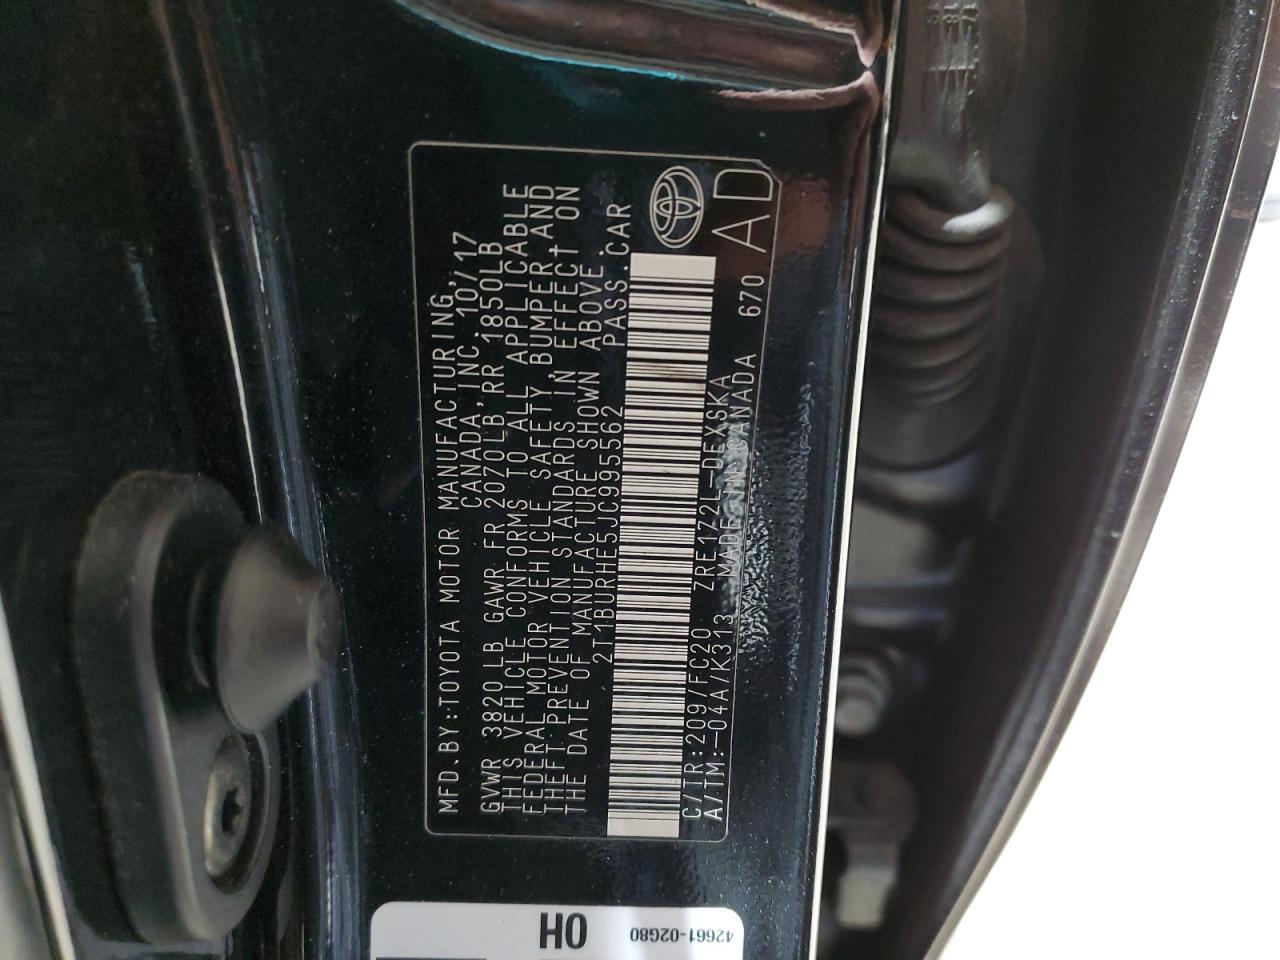 MFD.BY:TOYOTA MOTOR MANUFACTURING,
CANADA,INC. 10/17
GVWR 3820LB GAWR FR 2070LB RR 1850LB
THIS VEHICLE CONFORMS TO ALL APPLICABLE
FEDERAL MOTOR VEHICLE SAFETY,BUMPER,AND
THEFT PREVENTION STANDARDS IN EFFECT ON
THE DATE OF MANUFACTURE SHOWN ABOVE.
2T1BURHE5JC995562 PASS.CAR
C/TR:209/FC20 ZRE172L-DEXSKA
A/TM:-04A/K313 MADE IN CANADA 670
AD
0H
42661-02G80